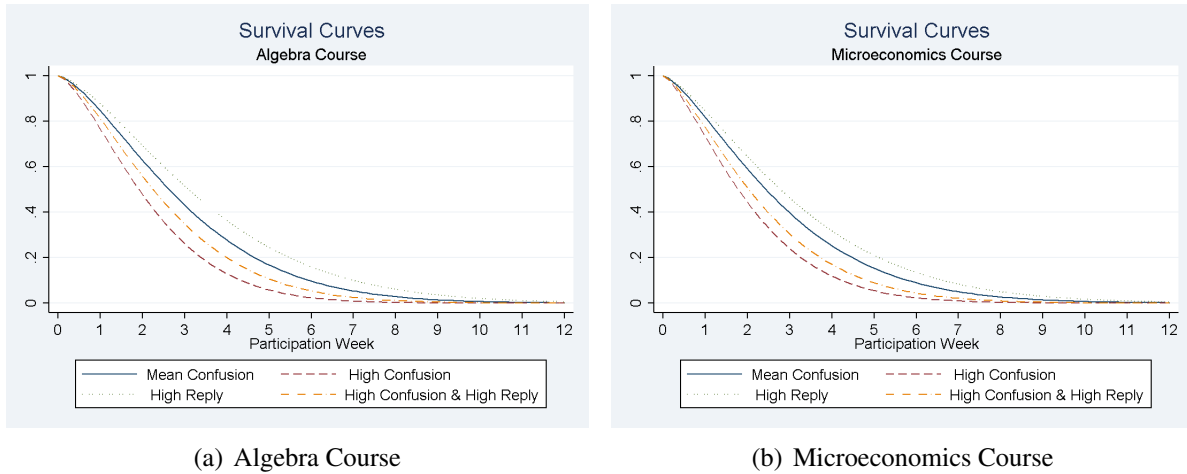 Survival Curves
Algebra Course
1
.8
.6
.4
.2
0
0 1 2 3 4 5 6 7 8 9 10 11 12
Participation Week
Mean Confusion High Confusion
High Reply High Confusion & High Reply
(a) Algebra Course
Survival Curves
Microeconomics Course
1
.8
.6
.4
.2
0
0 1 2 3 4 5 6 7 8 9 10 11 12
Participation Week
Mean Confusion High Confusion
High Reply High Confusion & High Reply
(b) Microeconomics Course